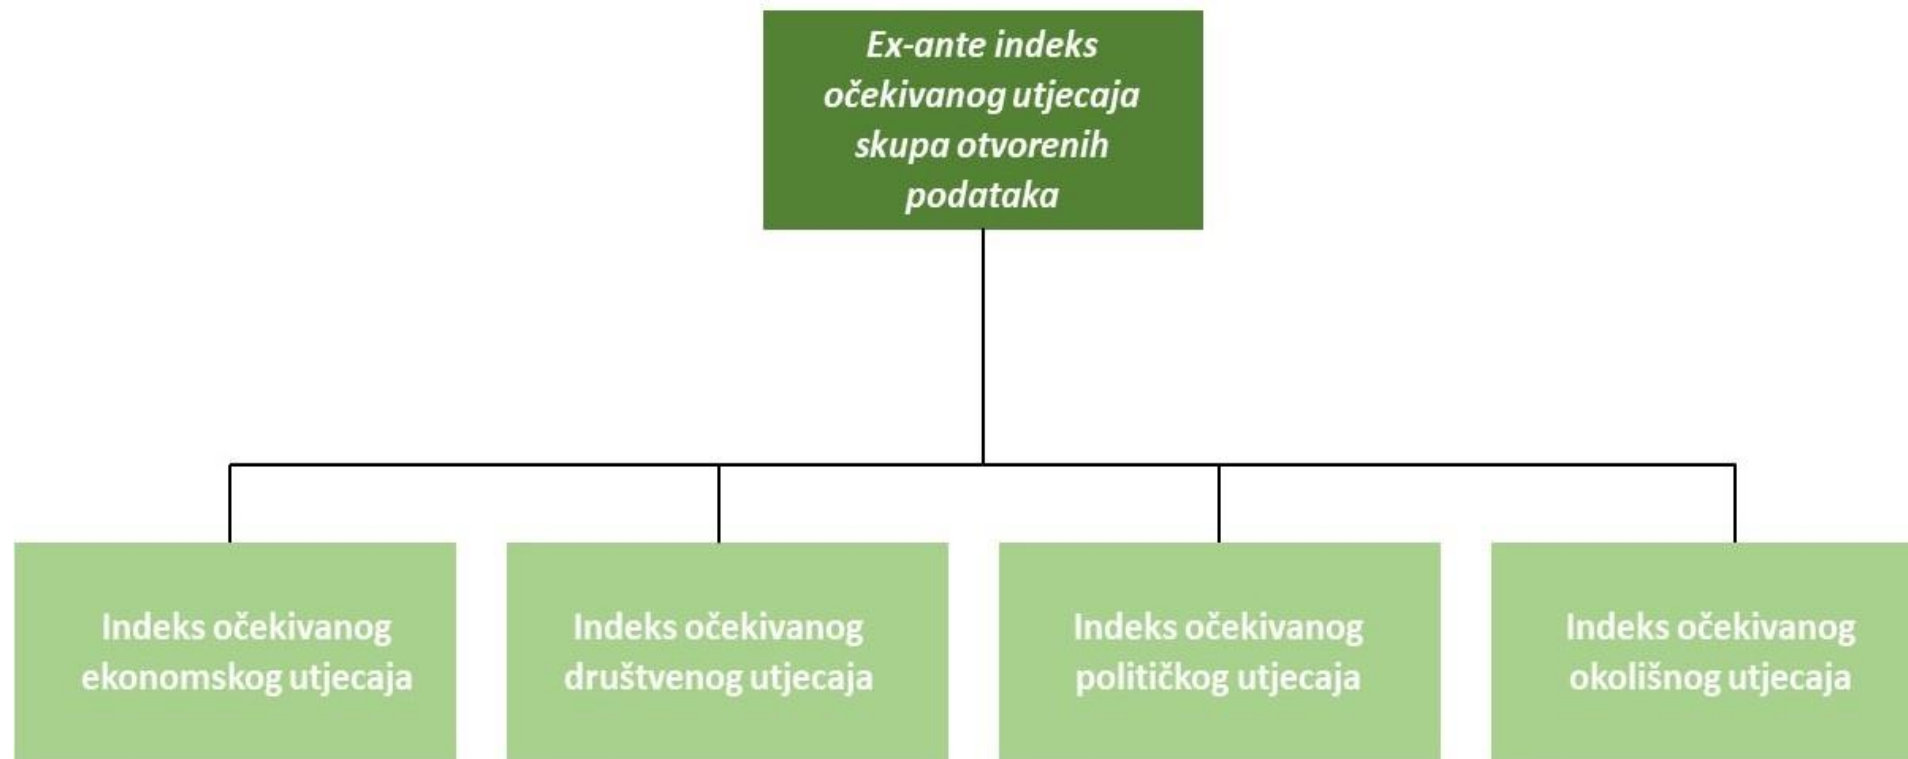 Ex-ante indeks
očekivanog utjecaja
skupa otvorenih
podataka
Indeks očekivanog
ekonomskog utjecaja
Indeks očekivanog
društvenog utjecaja
Indeks očekivanog
političkog utjecaja
Indeks očekivanog
okolišnog utjecaja